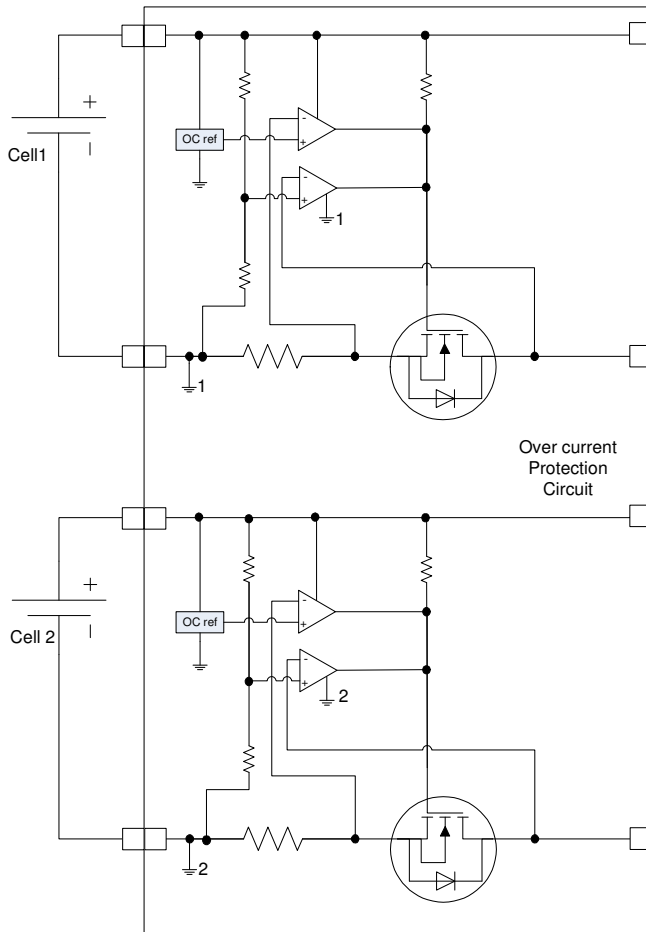 +
Cell1
OC ref
-
+
-
+
1
1
Over current
Protection
Circuit
+
Cell 2
OC ref
-
+
-
+
2
2